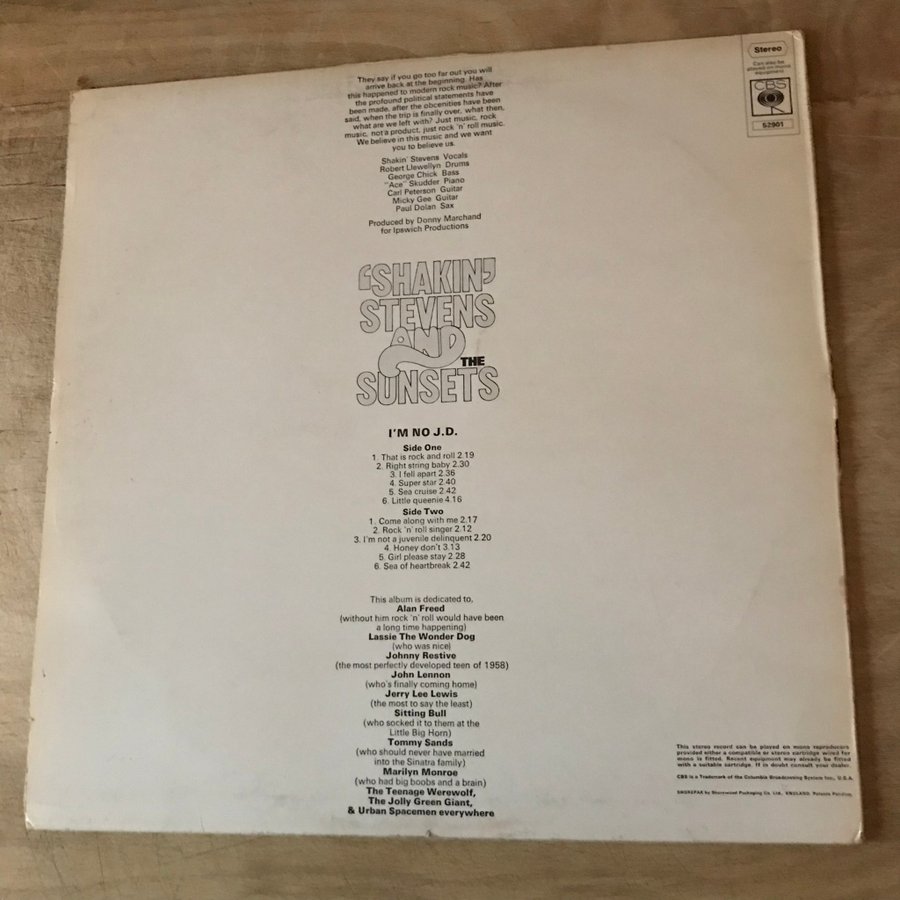 They say if you go too far out you will
arrive back at the beginning. Has
this happened to modern rock music? After
the profound political statements have
been made, after the obcenities have been
said, when the trip is finally over, what then,
what are we left with? Just music, rock
music, not a product, just rock 'n' roll music.
We believe in this music and we want
you to believe us.
Shakin' Stevens Vocals
Robert Llewellyn Drums
George Chick Bass
"Ace" Skudder Piano
Carl Peterson Guitar
Micky Gee Guitar
Paul Dolan Sax
Produced by Donny Marchand
for Ipswich Productions
'SHAKIN'
STEVENS
AND
THE
SUNSETS
I'M NO J.D.
Side One
1. That is rock and roll 2.19
2. Right string baby 2.30
3. I fell apart 2.36
4. Super star 2.40
5. Sea cruise 2.42
6. Little queenie 4.16
Side Two
1. Come along with me 2.17
2. Rock 'n' roll singer 2.12
3. I'm not a juvenile delinquent 2.20
4. Honey don't 3.13
5. Girl please stay 2.28
6. Sea of heartbreak 2.42
This album is dedicated to,
Alan Freed
(without him rock 'n' roll would have been
a long time happening)
Lassie The Wonder Dog
(who was nice)
Johnny Restive
(the most perfectly developed teen of 1958)
John Lennon
(who's finally coming home)
Jerry Lee Lewis
(the most to say the least)
Sitting Bull
(who socked it to them at the
Little Big Horn)
Tommy Sands
(who should never have married
into the Sinatra family)
Marilyn Monroe
(who had big boobs and a brain)
The Teenage Werewolf,
The Jolly Green Giant,
& Urban Spacemen everywhere
Stereo
Can also be
played on mono
equipment
CBS
52901
This stereo record can be played on mono reproducers
provided either a compatible or stereo cartridge wired for
mono is fitted. Recent equipment may already be fitted
with a suitable cartridge. If in doubt consult your dealer.
CBS is a Trademark of the Columbia Broadcasting System Inc., U.S.A.
SHOREPAK by Shorewood Packaging Co. Ltd., ENGLAND. Patents Pending.